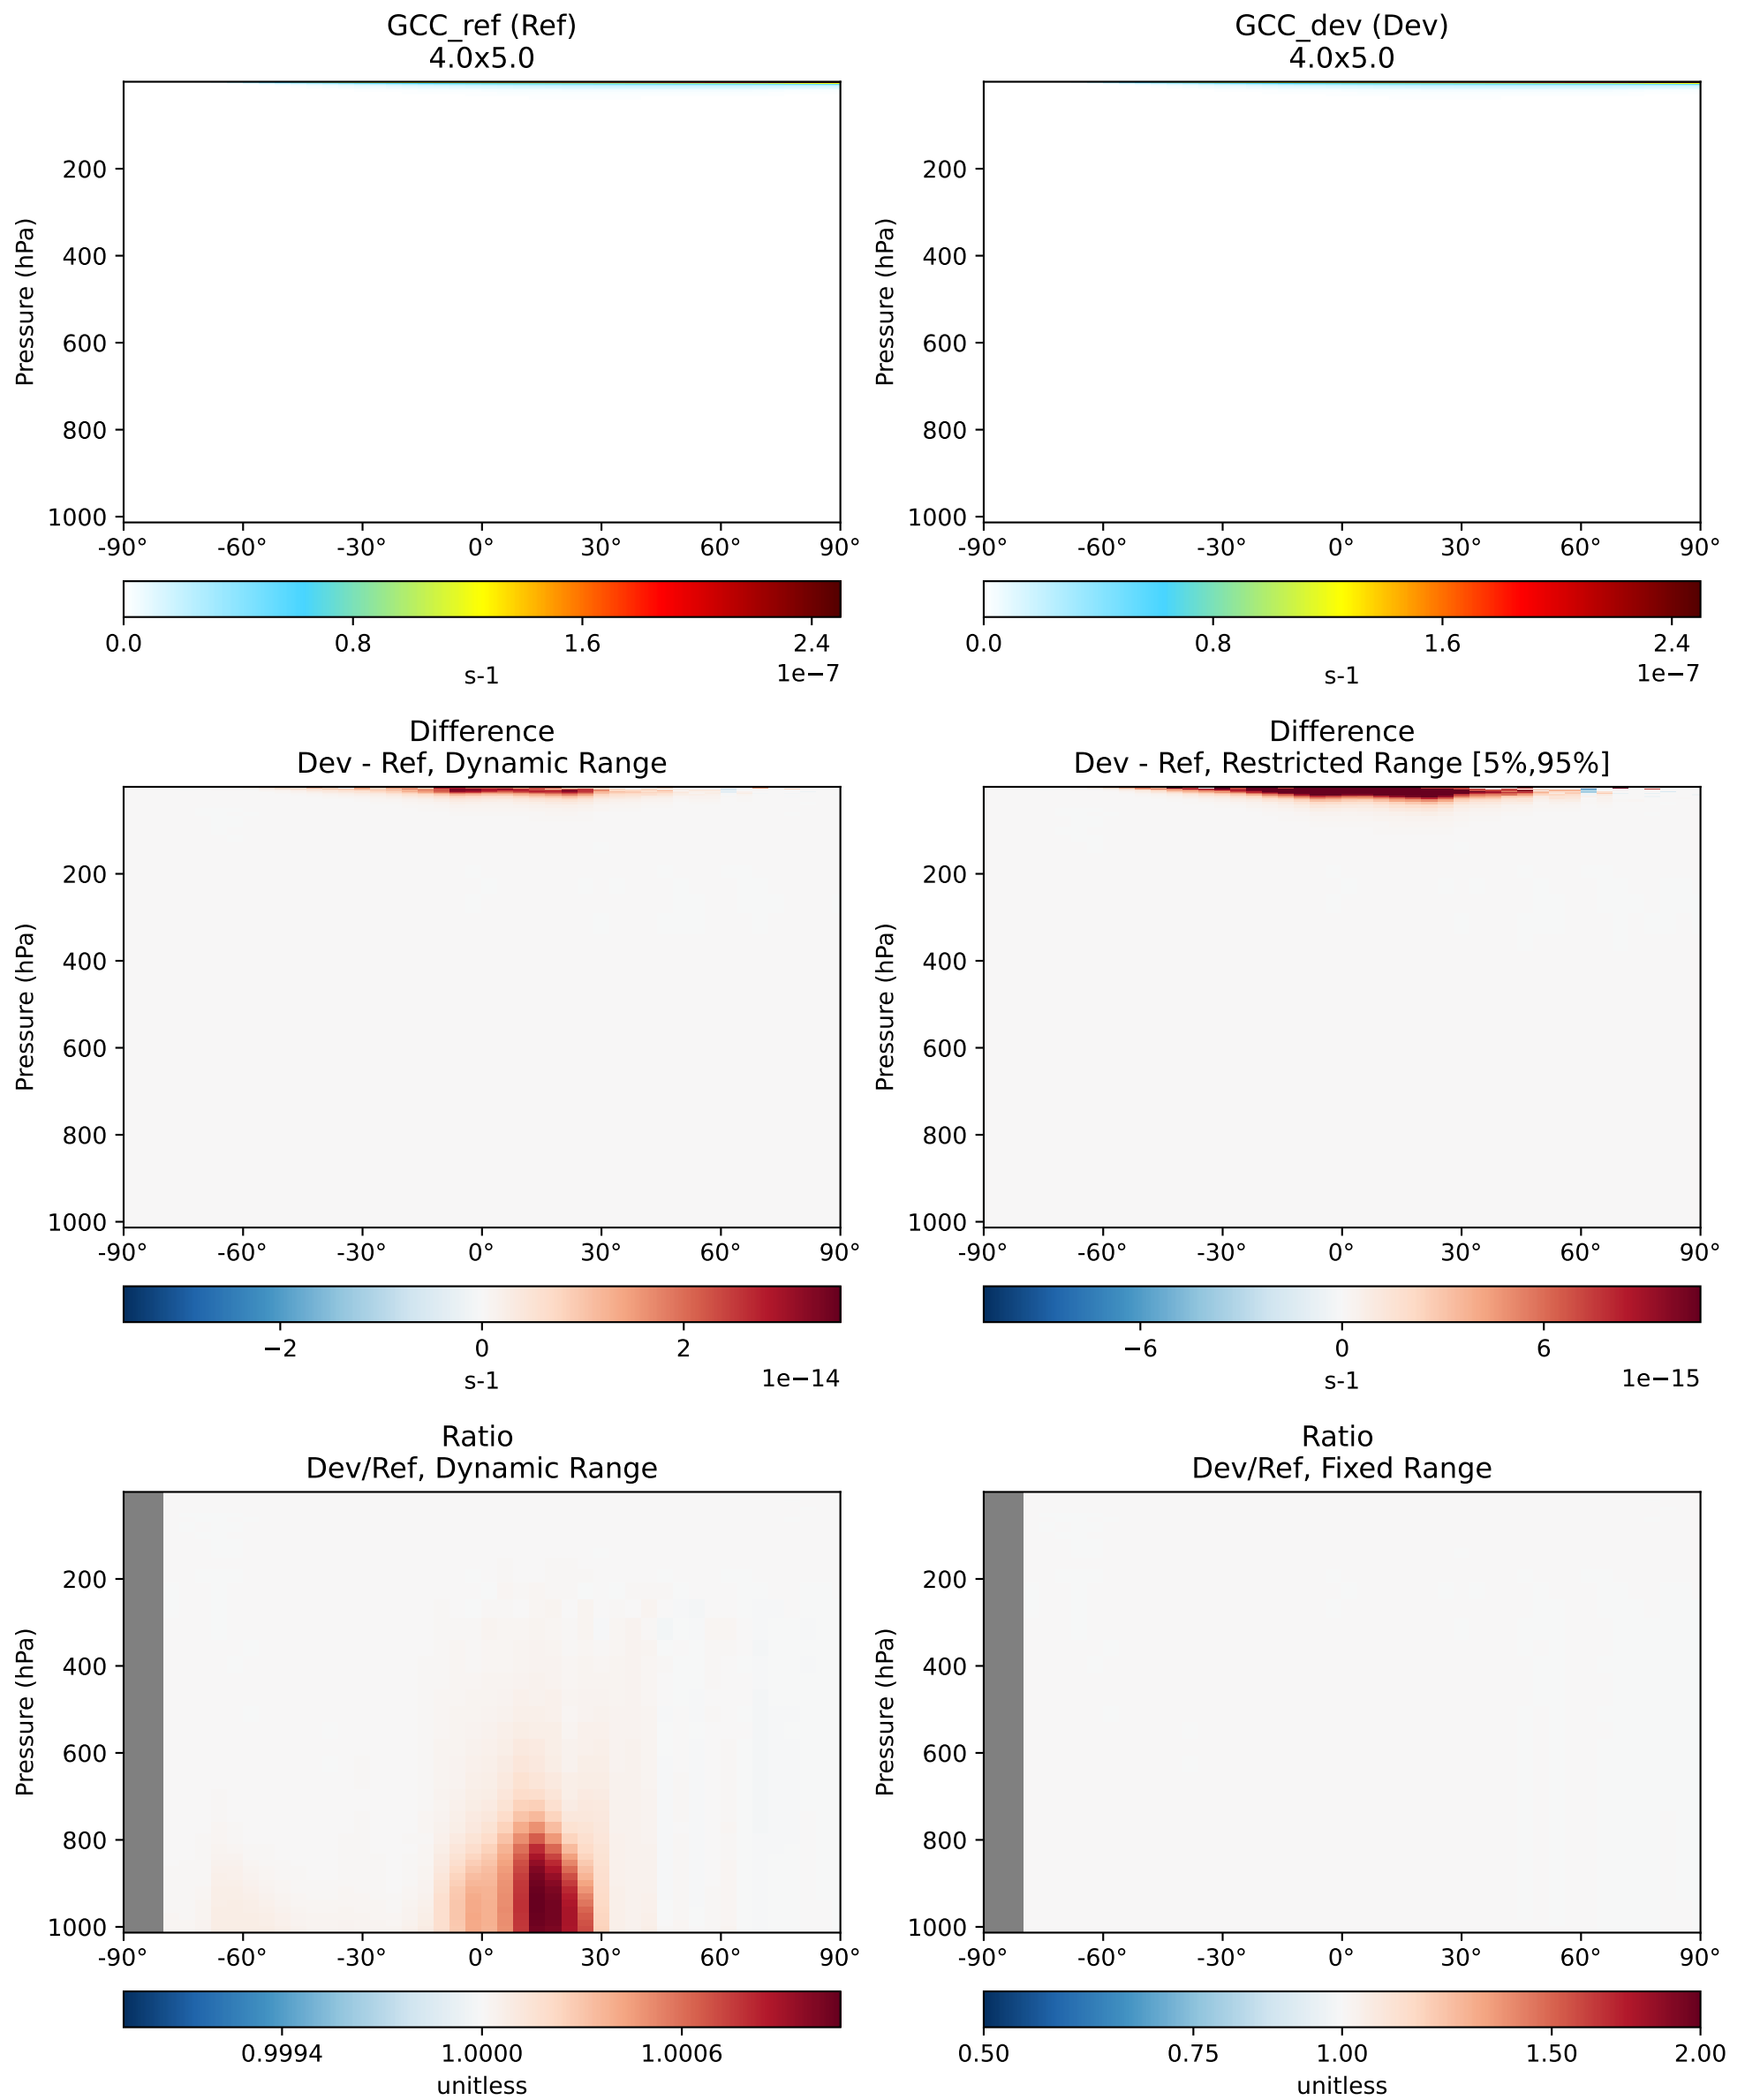 GCC_ref (Ref)
4.0x5.0
Pressure (hPa)
200
400
600
800
1000
-90° -60° -30° 0° 30° 60° 90°
0.0 0.8 1.6 2.4
s-1
1e−7
GCC_dev (Dev)
4.0x5.0
Pressure (hPa)
200
400
600
800
1000
-90° -60° -30° 0° 30° 60° 90°
0.0 0.8 1.6 2.4
s-1
1e−7
Difference
Dev - Ref, Dynamic Range
Pressure (hPa)
200
400
600
800
1000
-90° -60° -30° 0° 30° 60° 90°
−2 0 2
s-1
1e−14
Difference
Dev - Ref, Restricted Range [5%,95%]
Pressure (hPa)
200
400
600
800
1000
-90° -60° -30° 0° 30° 60° 90°
−6 0 6
s-1
1e−15
Ratio
Dev/Ref, Dynamic Range
Pressure (hPa)
200
400
600
800
1000
-90° -60° -30° 0° 30° 60° 90°
0.9994 1.0000 1.0006
unitless
Ratio
Dev/Ref, Fixed Range
Pressure (hPa)
200
400
600
800
1000
-90° -60° -30° 0° 30° 60° 90°
0.50 0.75 1.00 1.50 2.00
unitless